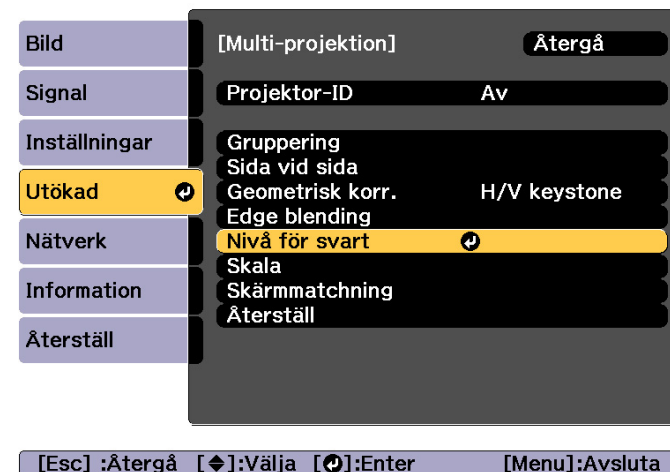 Bild
Signal
Inställningar
Utökad
Nätverk
Information
Återställ
[Multi-projektion] Återgå
Projektor-ID Av
Gruppering
Sida vid sida
Geometrisk korr. H/V keystone
Edge blending
Nivå för svart
Skala
Skärmmatchning
Återställ
[Esc] :Återgå [◆]:Välja [↵]:Enter [Menu]:Avsluta